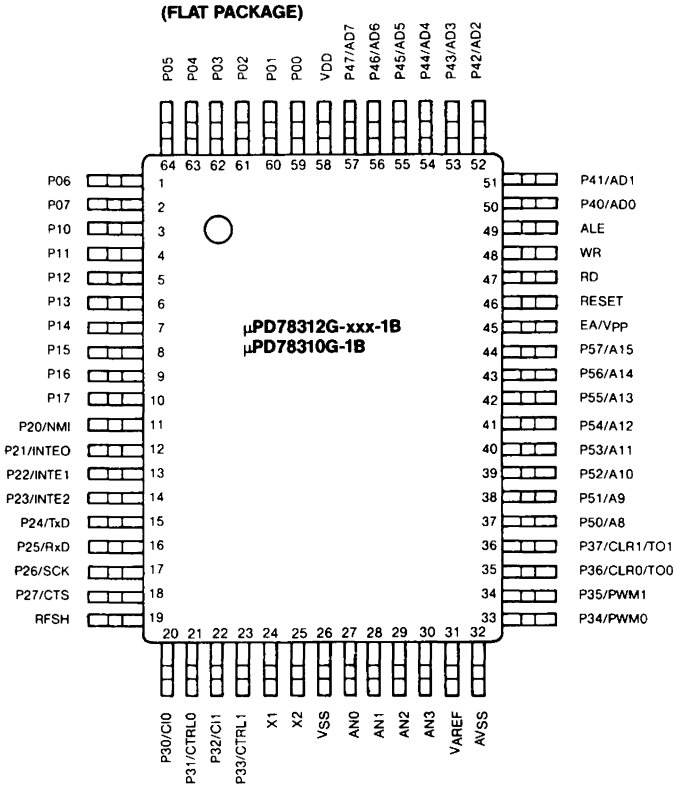 (FLAT PACKAGE)
P05 P04 P03 P02 P01 P00 VDD P47/AD7 P46/AD6 P45/AD5 P44/AD4 P43/AD3 P42/AD2
64 63 62 61 60 59 58 57 56 55 54 53 52
P06 1 51 P41/AD1
P07 2 50 P40/AD0
P10 3 49 ALE
P11 4 48 WR
P12 5 47 RD
P13 6 46 RESET
P14 7 µPD78312G-xxx-1B 45 EA/VPP
P15 8 µPD78310G-1B 44 P57/A15
P16 9 43 P56/A14
P17 10 42 P55/A13
P20/NMI 11 41 P54/A12
P21/INTEO 12 40 P53/A11
P22/INTE1 13 39 P52/A10
P23/INTE2 14 38 P51/A9
P24/TxD 15 37 P50/A8
P25/RxD 16 36 P37/CLR1/TO1
P26/SCK 17 35 P36/CLR0/TO0
P27/CTS 18 34 P35/PWM1
RFSH 19 33 P34/PWM0
20 21 22 23 24 25 26 27 28 29 30 31 32
P30/CI0 P31/CTRL0 P32/CI1 P33/CTRL1 X1 X2 VSS AN0 AN1 AN2 AN3 VAREF AVSS